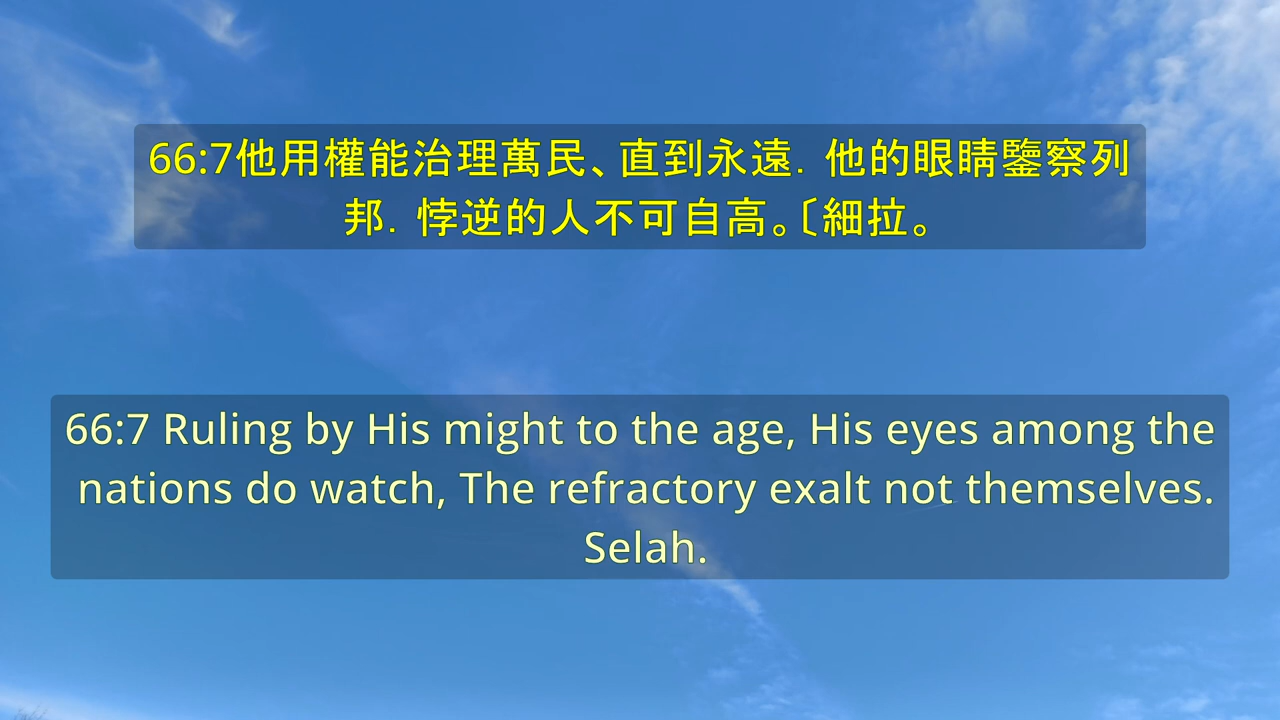 66:7他用權能治理萬民、直到永遠．他的眼睛鑒察列
邦．悖逆的人不可自高。〔細拉。
66:7 Ruling by His might to the age, His eyes among the
nations do watch, The refractory exalt not themselves.
Selah.